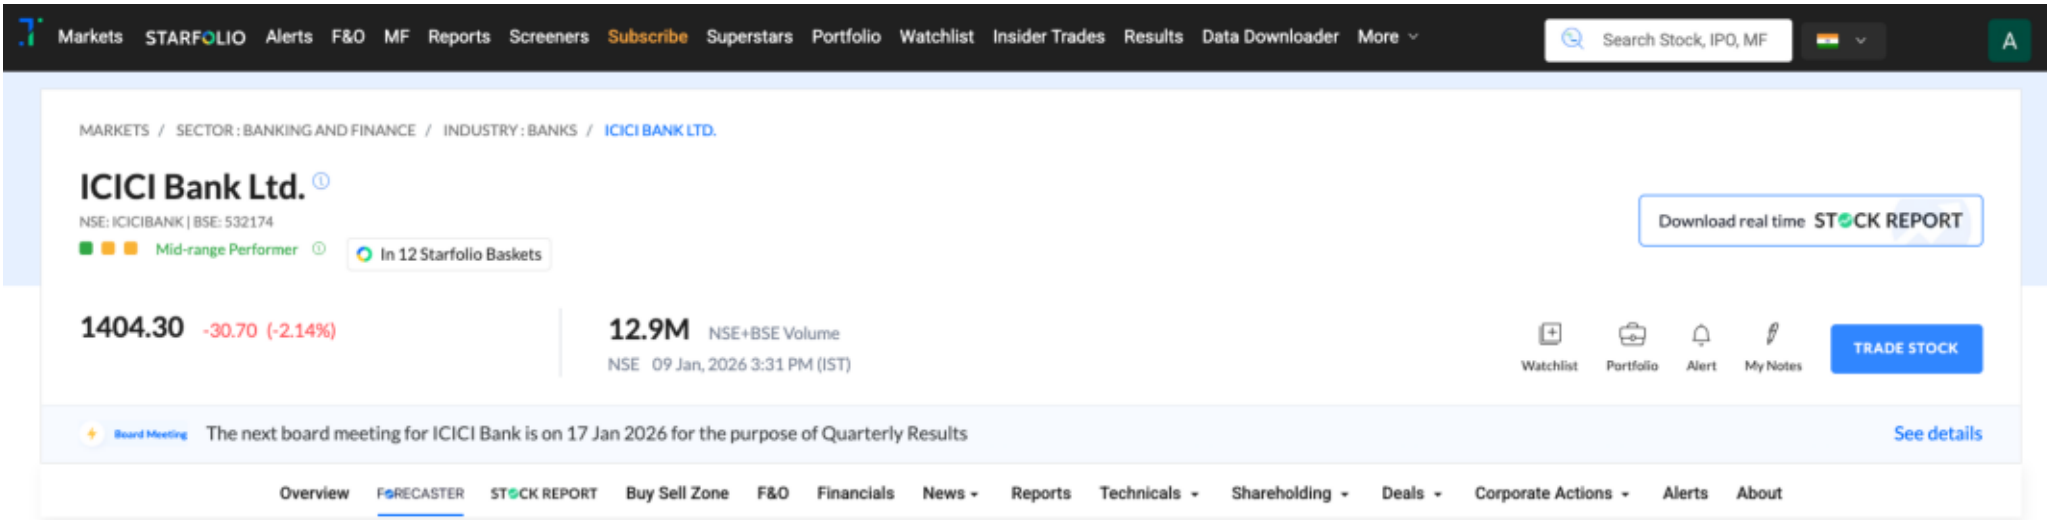 Markets STARFOLIO Alerts F&O MF Reports Screeners Subscribe Superstars Portfolio Watchlist Insider Trades Results Data Downloader More Search Stock, IPO, MF A
MARKETS / SECTOR : BANKING AND FINANCE / INDUSTRY : BANKS / ICICI BANK LTD.
ICICI Bank Ltd.
NSE: ICICIBANK | BSE: 532174
Mid-range Performer In 12 Starfolio Baskets
Download real time STOCK REPORT
1404.30 -30.70 (-2.14%)
12.9M NSE+BSE Volume
NSE 09 Jan, 2026 3:31 PM (IST)
Watchlist Portfolio Alert My Notes TRADE STOCK
Board Meeting The next board meeting for ICICI Bank is on 17 Jan 2026 for the purpose of Quarterly Results See details
Overview FORECASTER STOCK REPORT Buy Sell Zone F&O Financials News Reports Technicals Shareholding Deals Corporate Actions Alerts About